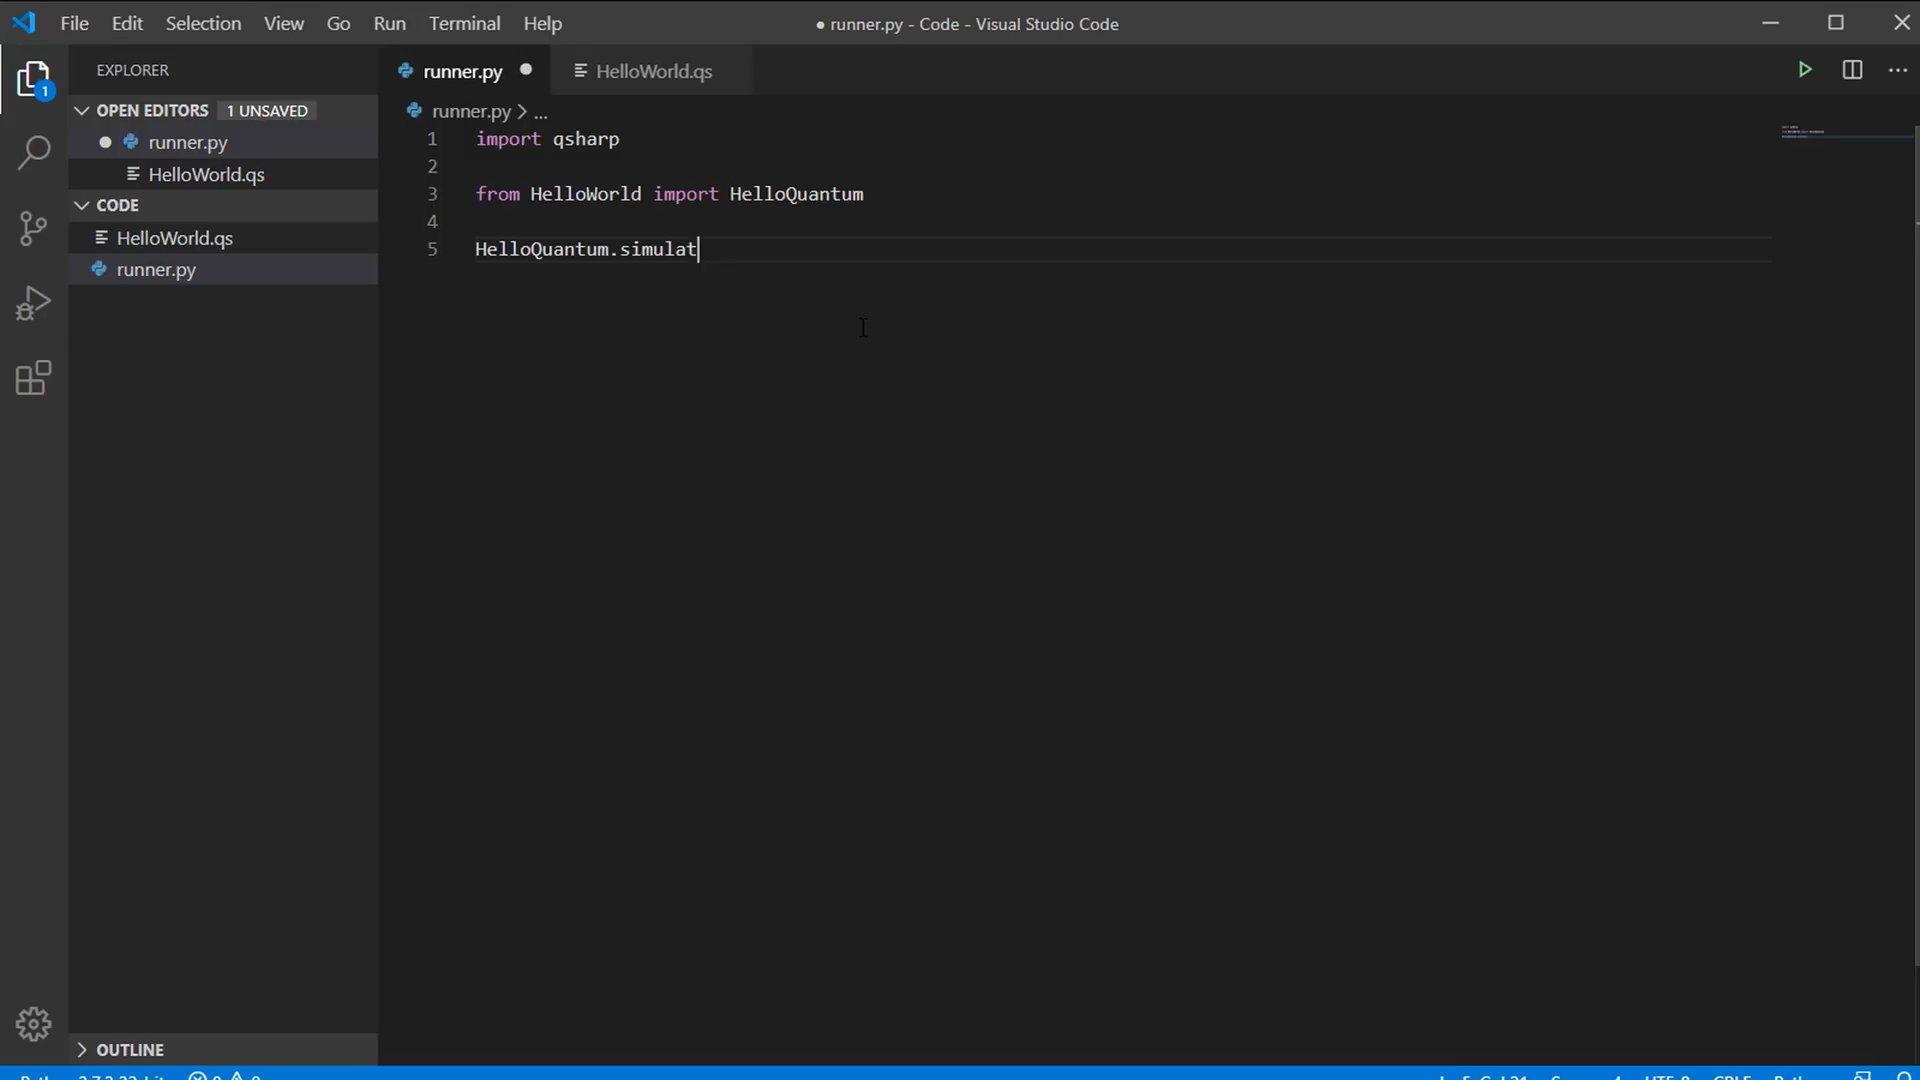 File Edit Selection View Go Run Terminal Help
● runner.py - Code - Visual Studio Code
EXPLORER
OPEN EDITORS 1 UNSAVED
runner.py
HelloWorld.qs
CODE
HelloWorld.qs
runner.py
OUTLINE
1
runner.py
HelloWorld.qs
runner.py > ...
1 import qsharp
2
3 from HelloWorld import HelloQuantum
4
5 HelloQuantum.simulat